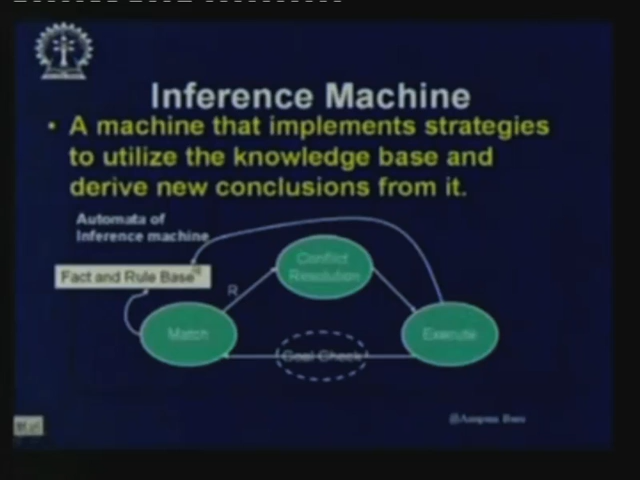 Inference Machine
• A machine that implements strategies
to utilize the knowledge base and
derive new conclusions from it.
Automata of
Inference machine
Fact and Rule Base
Conflict
Resolution
R
Match
Execute
Goal Check